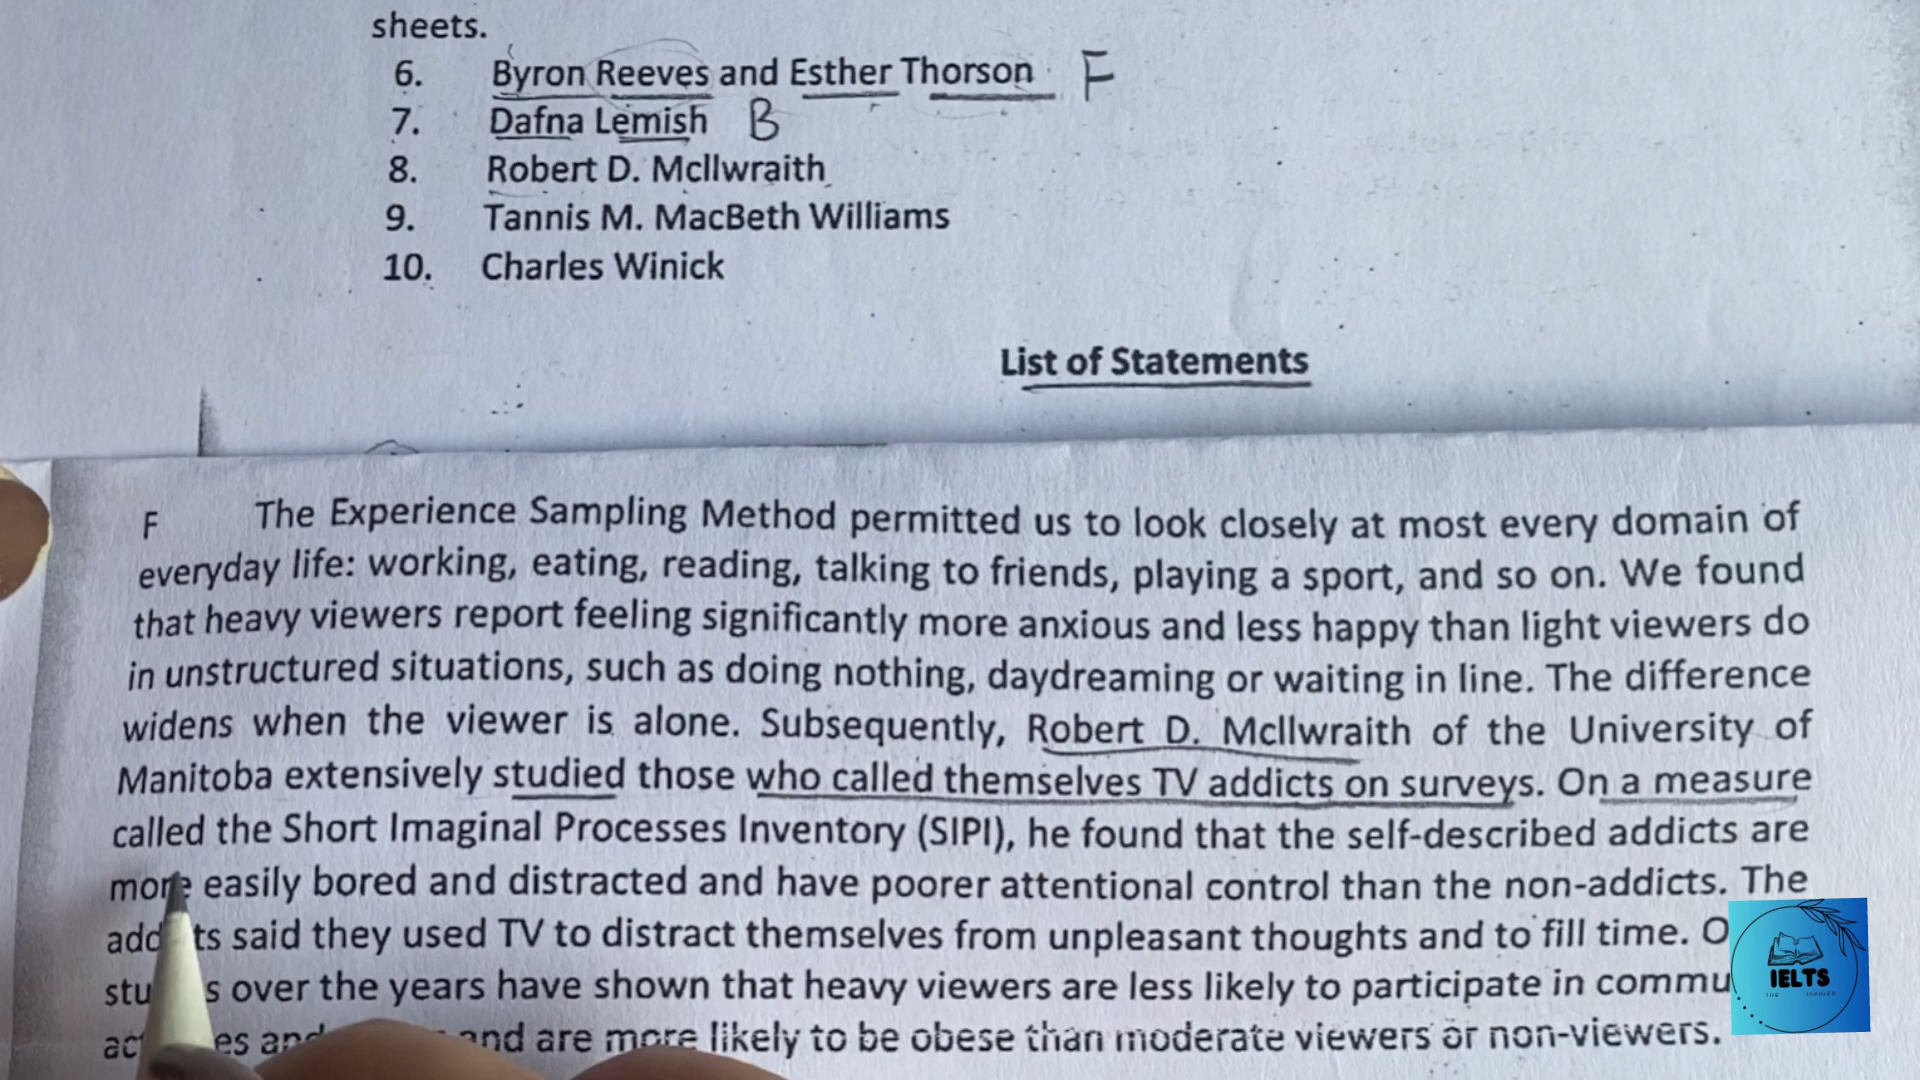 sheets.
6. Byron Reeves and Esther Thorson F
7. Dafna Lemish B
8. Robert D. McIlwraith
9. Tannis M. MacBeth Williams
10. Charles Winick
List of Statements
F The Experience Sampling Method permitted us to look closely at most every domain of
everyday life: working, eating, reading, talking to friends, playing a sport, and so on. We found
that heavy viewers report feeling significantly more anxious and less happy than light viewers do
in unstructured situations, such as doing nothing, daydreaming or waiting in line. The difference
widens when the viewer is alone. Subsequently, Robert D. McIlwraith of the University of
Manitoba extensively studied those who called themselves TV addicts on surveys. On a measure
called the Short Imaginal Processes Inventory (SIPI), he found that the self-described addicts are
more easily bored and distracted and have poorer attentional control than the non-addicts. The
said they used TV to distract themselves from unpleasant thoughts and to fill time.
over the years have shown that heavy viewers are less likely to participate in
and are more likely to be obese than moderate viewers or non-viewers.
IELTS